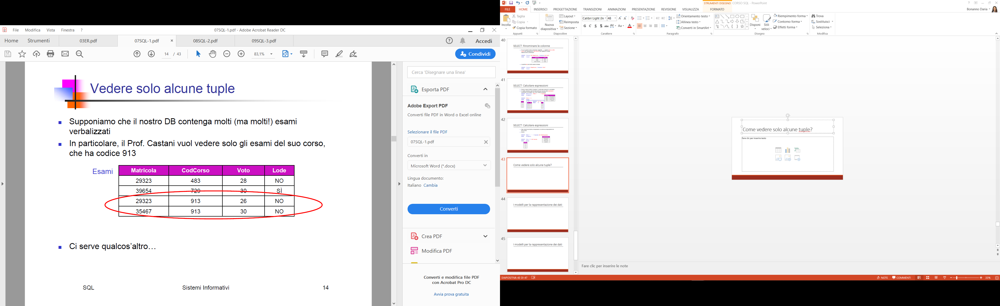 File Modifica Vista Finestra ?
07SQL-1.pdf - Adobe Acrobat Reader DC
Home Strumenti 03ER.pdf 07SQL-1.pdf 08SQL-2.pdf 09SQL-3.pdf Accedi
14 / 43 83,1% Condividi
Vedere solo alcune tuple
Supponiamo che il nostro DB contenga molti (ma molti!) esami
verbalizzati
In particolare, il Prof. Castani vuol vedere solo gli esami del suo corso,
che ha codice 913
Esami
Matricola CodCorso Voto Lode
29323 483 28 NO
39654 729 30 SÌ
29323 913 26 NO
35467 913 30 NO
Ci serve qualcos'altro…
SQL Sistemi Informativi 14
Cerca 'Disegnare una linea'
Esporta PDF
Adobe Export PDF
Converti file PDF in Word o Excel online
Selezionare il file PDF
07SQL-1.pdf
Converti in
Microsoft Word (*.docx)
Lingua documento:
Italiano Cambia
Converti
Crea PDF
Modifica PDF
Converti e modifica file PDF
con Acrobat Pro DC
Avvia prova gratuita
STRUMENTI DISEGNO CORSO SQL - PowerPoint
FILE HOME INSERISCI PROGETTAZIONE TRANSIZIONI ANIMAZIONI PRESENTAZIONE REVISIONE VISUALIZZA FORMATO
Bonanno Daria
Incolla
Taglia
Copia
Copia formato
Appunti
Nuova
diapositiva
Layout
Reimposta
Sezione
Diapositive
Calibri Light (In 48
G C S S abc AV Aa A
Carattere
Orientamento testo
Allinea testo
Converti in SmartArt
Paragrafo
Disponi
Stili
veloci
Riempimento forma
Contorno forma
Effetti forma
Disegno
Trova
Sostituisci
Seleziona
Modifica
40
SELECT: Rinominare le colonne
41
SELECT: Calcolare espressioni
42
SELECT: Calcolare espressioni
43
Come vedere solo alcune tuple?
44
I modelli per la rappresentazione dei dati
45
I modelli per la rappresentazione dei dati
Come vedere solo alcune tuple?
Fare clic per inserire testo
Fare clic per inserire le note
DIAPOSITIVA 43 DI 47
NOTE COMMENTI 33%